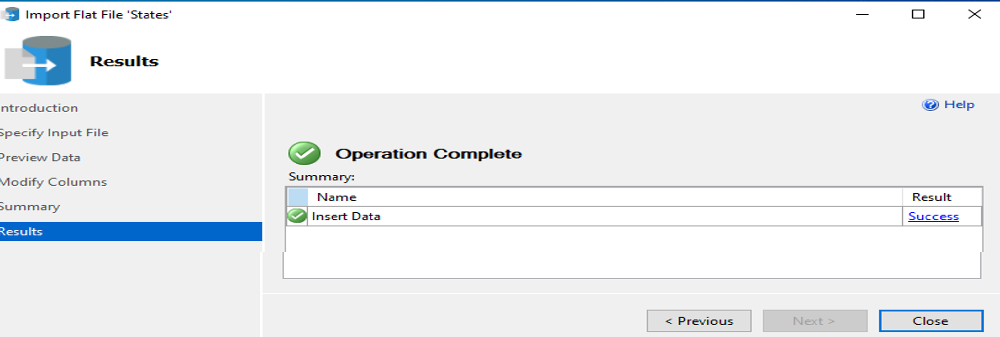 Import Flat File 'States'
Results
ntroduction
Specify Input File
Preview Data
Modify Columns
Summary
Results
Help
Operation Complete
Summary:
Name Result
Insert Data Success
< Previous Next > Close